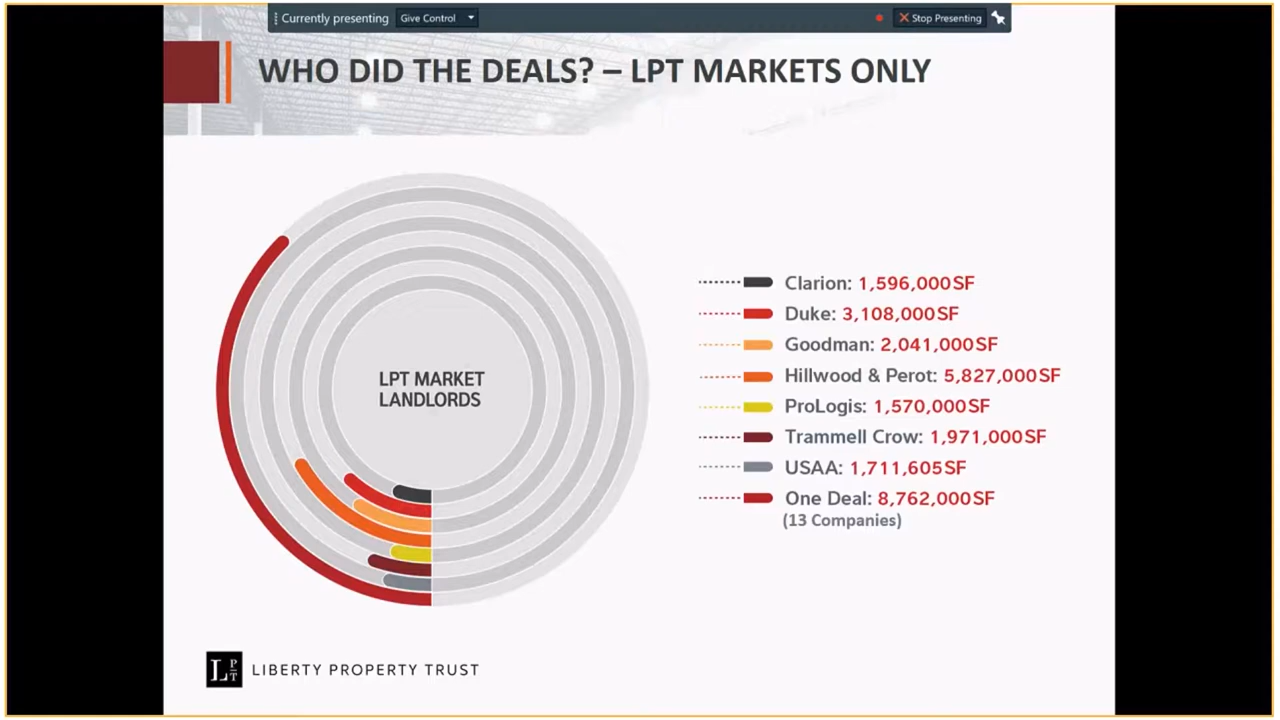 Currently presenting Give Control Stop Presenting
WHO DID THE DEALS? – LPT MARKETS ONLY
LPT MARKET
LANDLORDS
Clarion: 1,596,000SF
Duke: 3,108,000SF
Goodman: 2,041,000SF
Hillwood & Perot: 5,827,000SF
ProLogis: 1,570,000SF
Trammell Crow: 1,971,000SF
USAA: 1,711,605SF
One Deal: 8,762,000SF
(13 Companies)
LPT LIBERTY PROPERTY TRUST